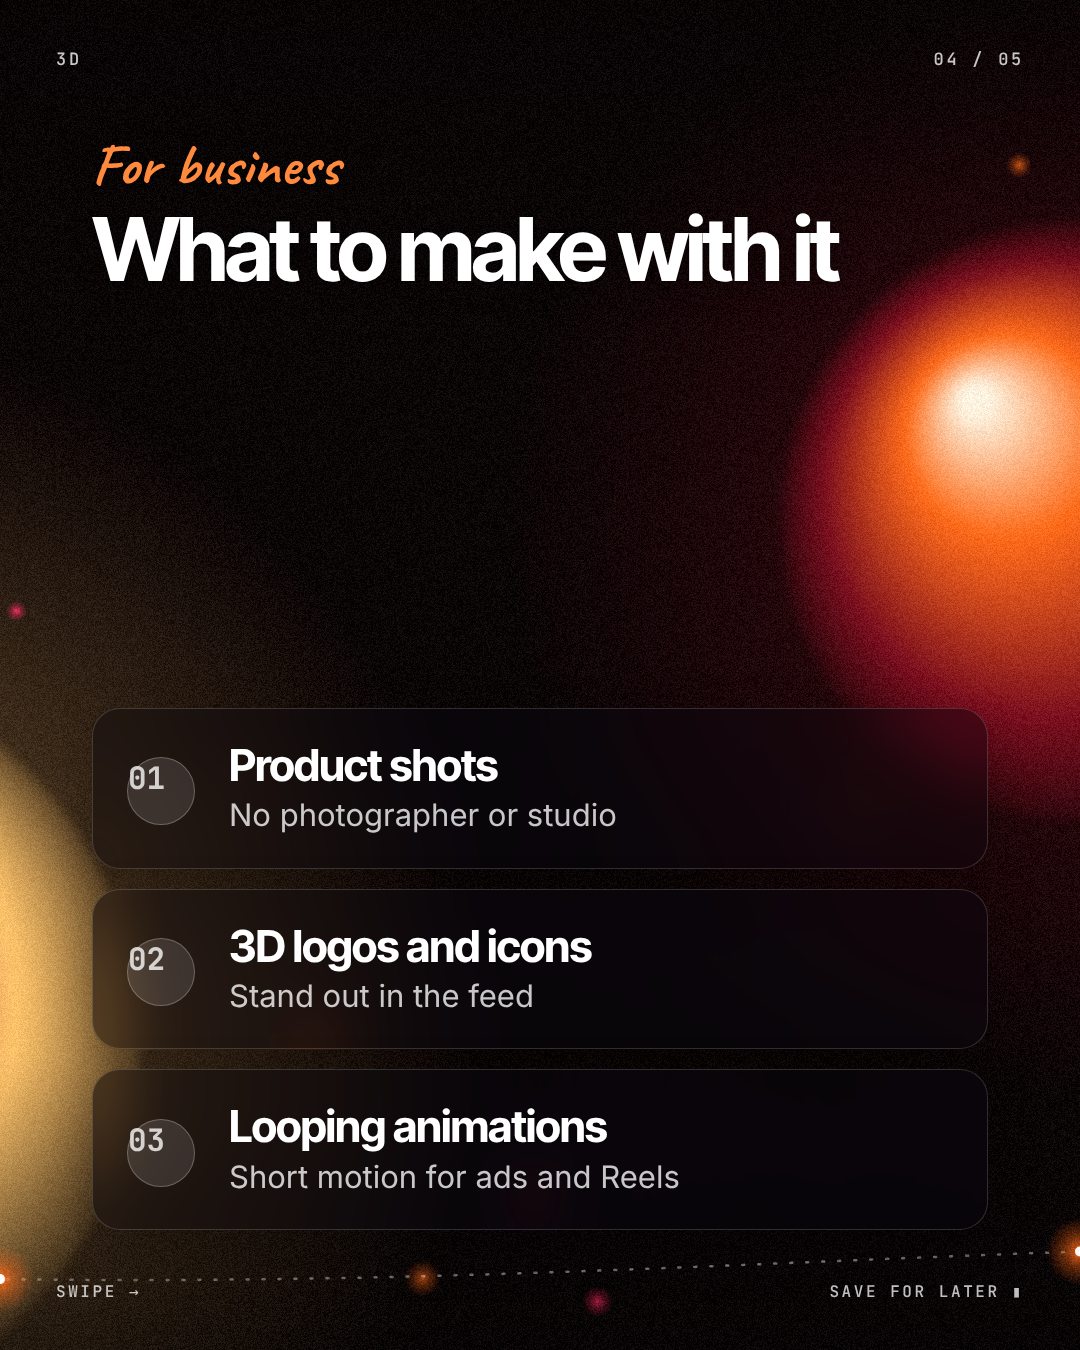 3D
04 / 05
For business
What to make with it
01
Product shots
No photographer or studio
02
3D logos and icons
Stand out in the feed
03
Looping animations
Short motion for ads and Reels
SWIPE →
SAVE FOR LATER ▮